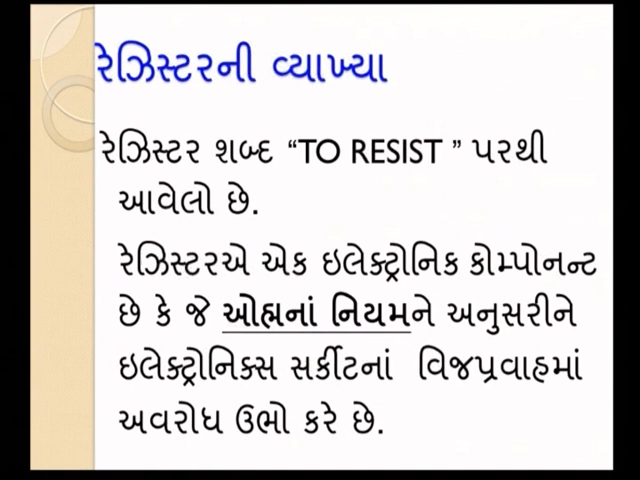 રેઝિસ્ટરની વ્યાખ્યા
રેઝિસ્ટર શબ્દ “TO RESIST ” પરથી
આવેલો છે.
રેઝિસ્ટરએ એક ઇલેક્ટ્રોનિક કોમ્પોનન્ટ
છે કે જે ઓહ્મનાં નિયમને અનુસરીને
ઇલેક્ટ્રોનિક્સ સર્કીટનાં વિજપ્રવાહમાં
અવરોધ ઉભો કરે છે.